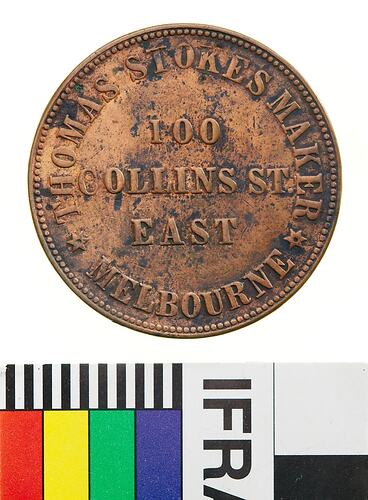 THOMAS STOKES MAKER
100
COLLINS ST.
EAST
MELBOURNE
IFRA